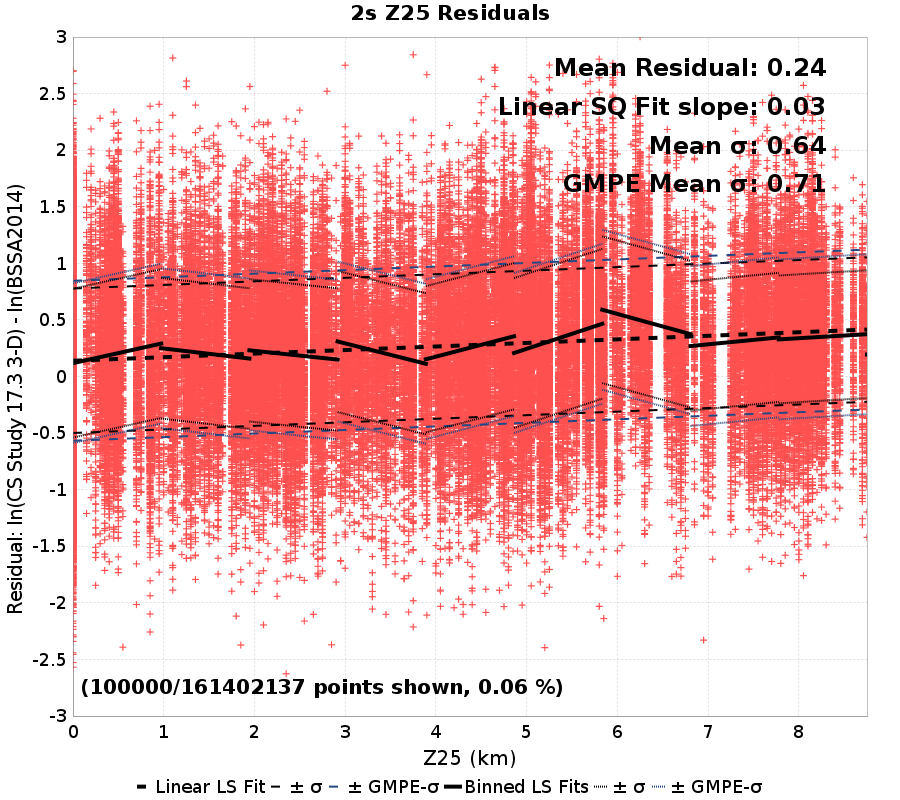 2s Z25 Residuals
Mean Residual: 0.24
Linear SQ Fit slope: 0.03
Mean σ: 0.64
GMPE Mean σ: 0.71
Residual: ln(CS Study 17.3 3-D) - ln(BSSA2014)
3
2.5
2
1.5
1
0.5
0
-0.5
-1
-1.5
-2
-2.5
-3
(100000/161402137 points shown, 0.06 %)
0 1 2 3 4 5 6 7 8
Z25 (km)
Linear LS Fit ± σ ± GMPE-σ Binned LS Fits ± σ ± GMPE-σ